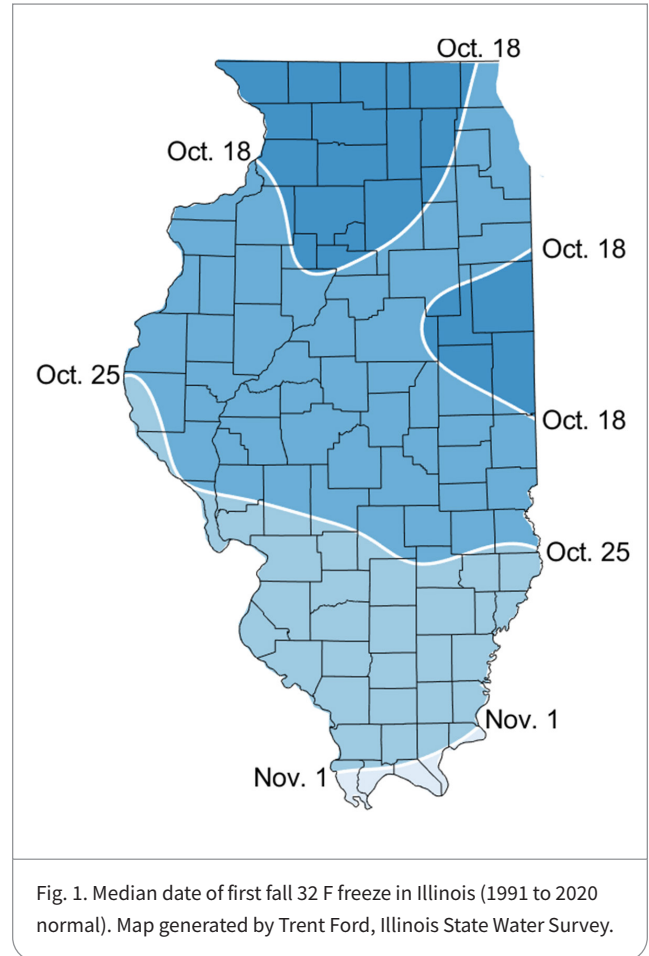 Oct. 18
Oct. 18
Oct. 18
Oct. 25
Oct. 18
Oct. 25
Nov. 1
Nov. 1
Fig. 1. Median date of first fall 32 F freeze in Illinois (1991 to 2020
normal). Map generated by Trent Ford, Illinois State Water Survey.